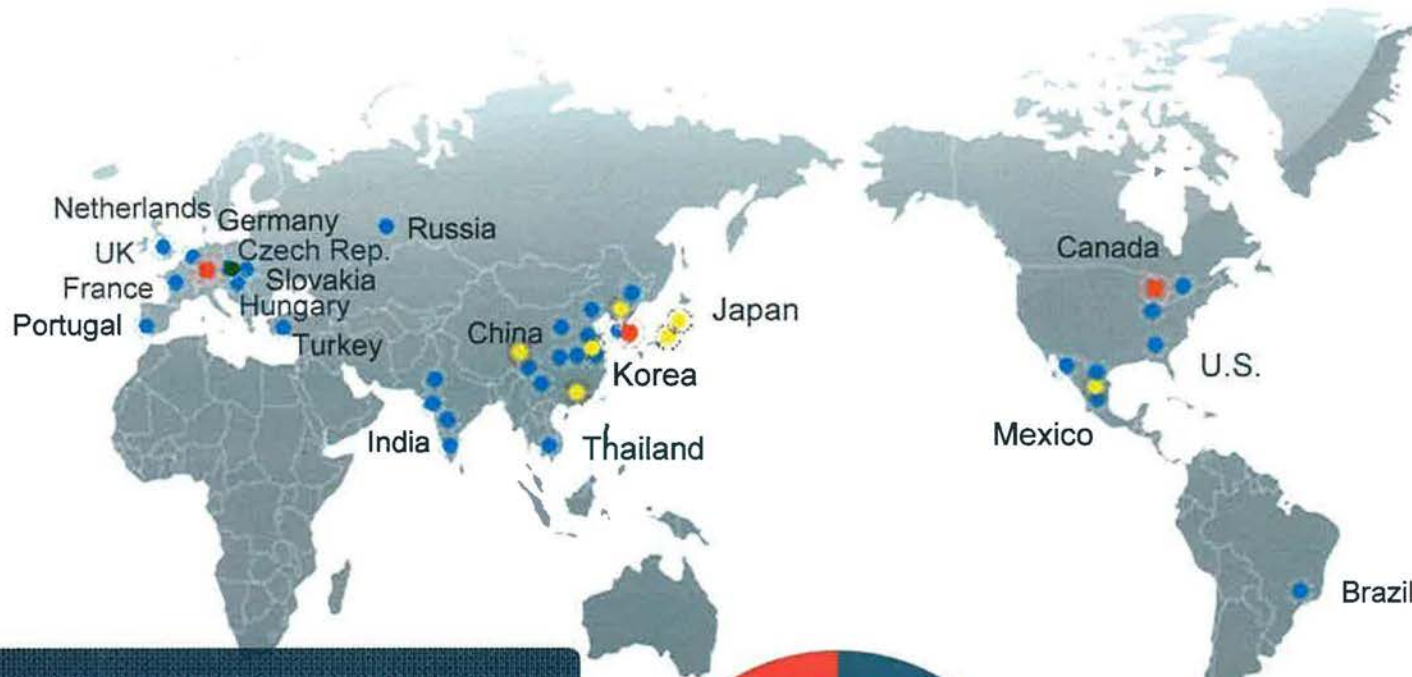 Netherlands
Germany
UK
Czech Rep.
Russia
Slovakia
France
Hungary
Portugal
Turkey
China
Japan
Korea
India
Thailand
Canada
U.S.
Mexico
Brazil